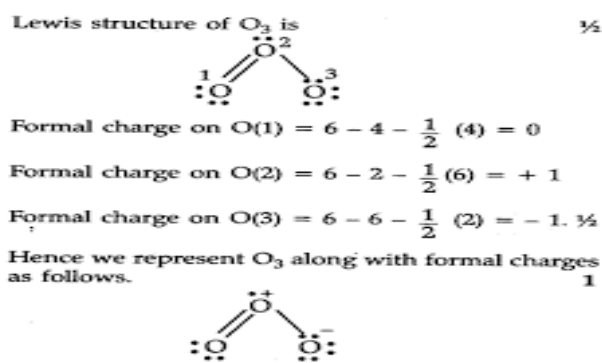 Lewis structure of O₃ is ½
1 O 2 O 3 O
Formal charge on O(1) = 6 – 4 – 1/2 (4) = 0
Formal charge on O(2) = 6 – 2 – 1/2 (6) = + 1
Formal charge on O(3) = 6 – 6 – 1/2 (2) = – 1. ½
Hence we represent O₃ along with formal charges
as follows. 1
O O⁺ O⁻